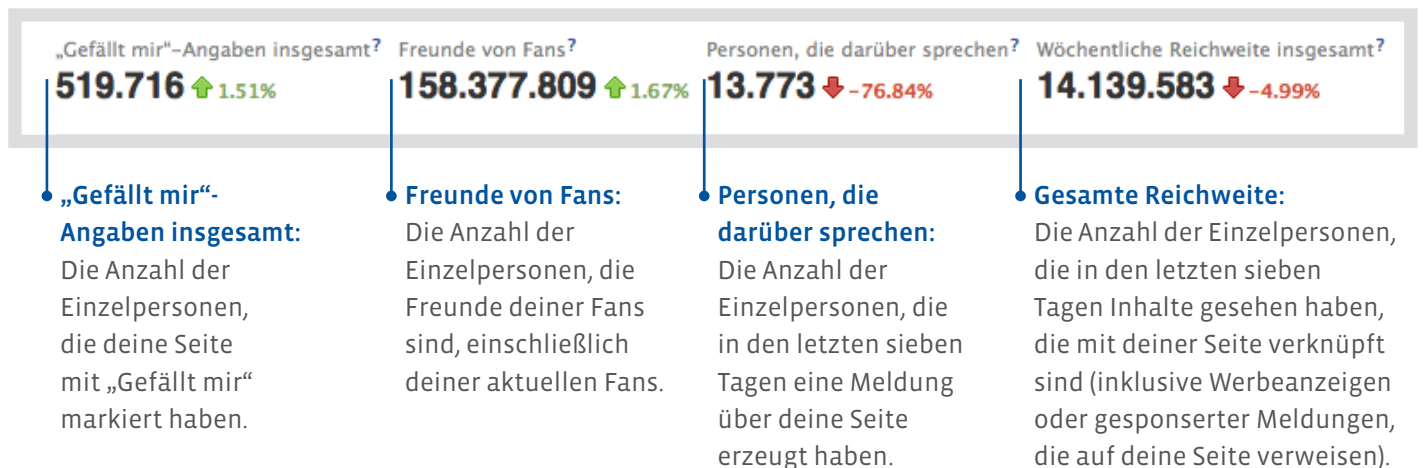 „Gefällt mir“-Angaben insgesamt? Freunde von Fans? Personen, die darüber sprechen? Wöchentliche Reichweite insgesamt?
519.716 1.51% 158.377.809 1.67% 13.773 -76.84% 14.139.583 -4.99%
„Gefällt mir“-
Angaben insgesamt:
Die Anzahl der
Einzelpersonen,
die deine Seite
mit „Gefällt mir“
markiert haben.
Freunde von Fans:
Die Anzahl der
Einzelpersonen, die
Freunde deiner Fans
sind, einschließlich
deiner aktuellen Fans.
Personen, die
darüber sprechen:
Die Anzahl der
Einzelpersonen, die
in den letzten sieben
Tagen eine Meldung
über deine Seite
erzeugt haben.
Gesamte Reichweite:
Die Anzahl der Einzelpersonen,
die in den letzten sieben
Tagen Inhalte gesehen haben,
die mit deiner Seite verknüpft
sind (inklusive Werbeanzeigen
oder gesponserter Meldungen,
die auf deine Seite verweisen).